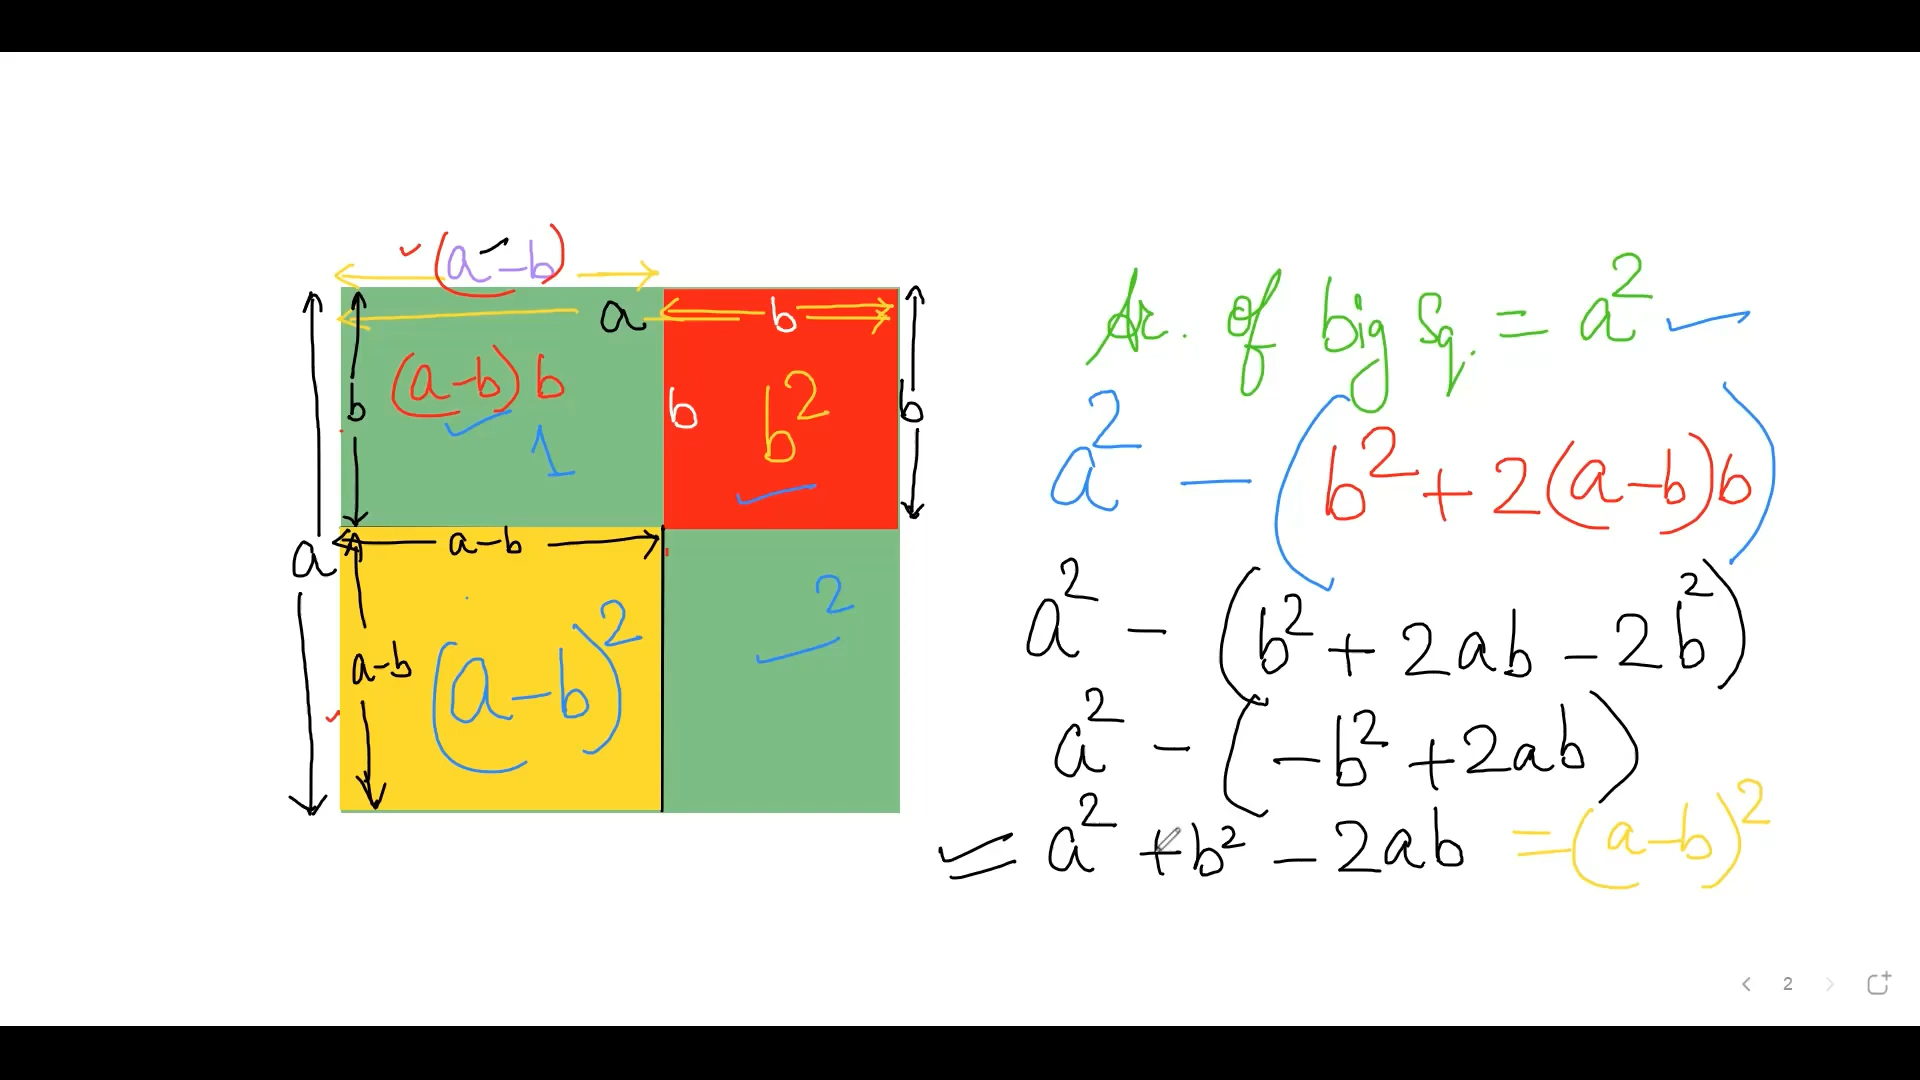 (a-b)
a
b
b
(a-b)b
b
b²
b
1
a
a-b
a-b
(a-b)²
2
Ar. of big Sq. = a²
a² - (b² + 2(a-b)b)
a² - (b² + 2ab - 2b²)
a² - (-b² + 2ab)
= a² + b² - 2ab = (a-b)²
2